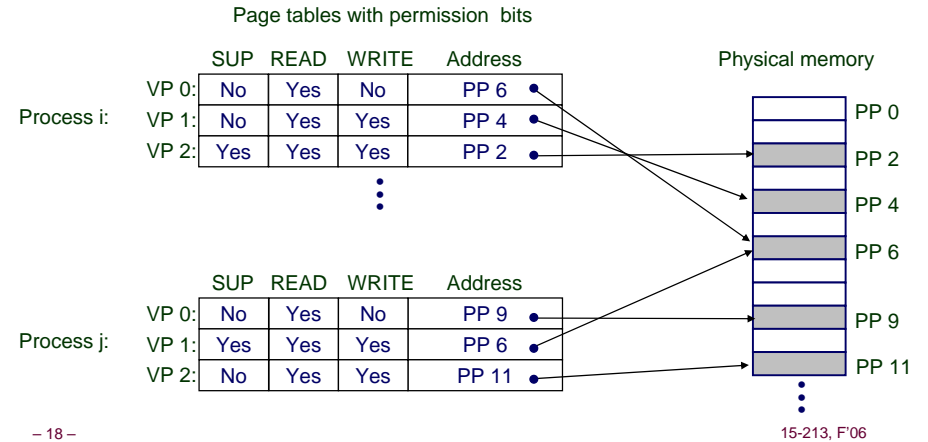 Page tables with permission bits
SUP READ WRITE Address
Physical memory
Process i:
VP 0: No Yes No PP 6
VP 1: No Yes Yes PP 4
VP 2: Yes Yes Yes PP 2
PP 0
PP 2
PP 4
PP 6
PP 9
PP 11
SUP READ WRITE Address
Process j:
VP 0: No Yes No PP 9
VP 1: Yes Yes Yes PP 6
VP 2: No Yes Yes PP 11
– 18 –
15-213, F'06